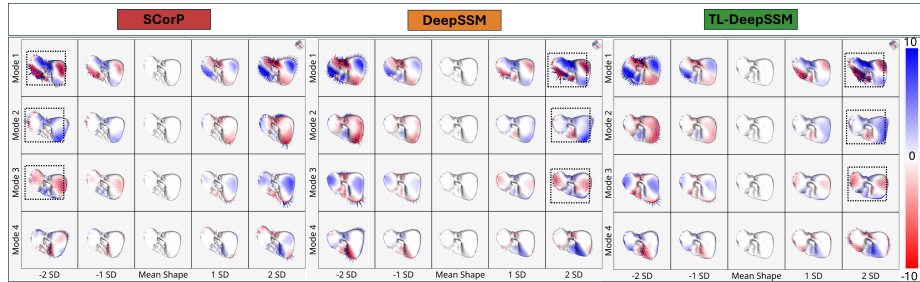 SCorP DeepSSM TL-DeepSSM
10
Mode 1 Mode 1 Mode 1
Mode 2 Mode 2 Mode 2
0
Mode 3 Mode 3 Mode 3
Mode 4 Mode 4 Mode 4
-2 SD -1 SD Mean Shape 1 SD 2 SD -2 SD -1 SD Mean Shape 1 SD 2 SD -2 SD -1 SD Mean Shape 1 SD 2 SD
-10